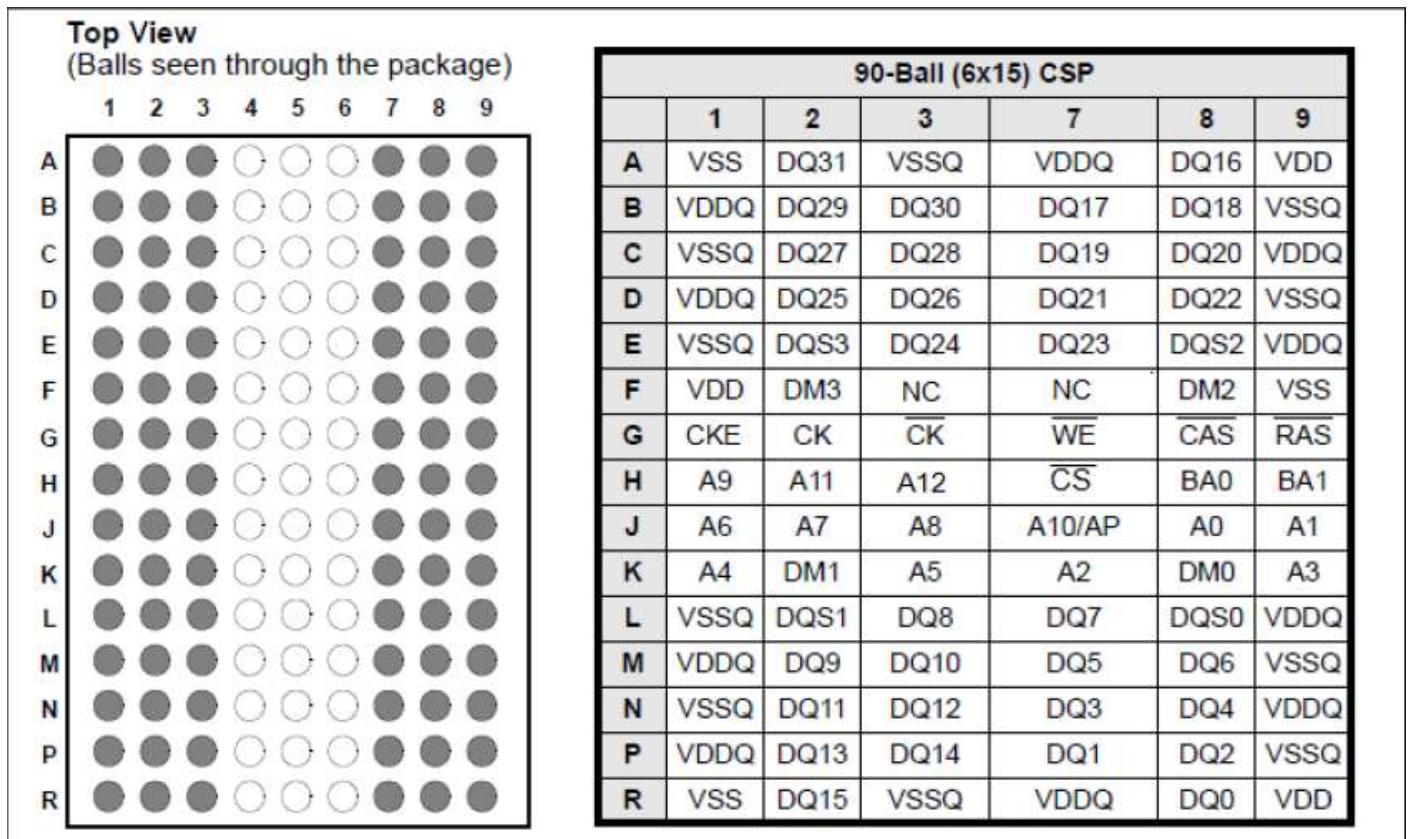 Top View
(Balls seen through the package)
1 2 3 4 5 6 7 8 9
A
B
C
D
E
F
G
H
J
K
L
M
N
P
R
90-Ball (6x15) CSP
1 2 3 7 8 9
A VSS DQ31 VSSQ VDDQ DQ16 VDD
B VDDQ DQ29 DQ30 DQ17 DQ18 VSSQ
C VSSQ DQ27 DQ28 DQ19 DQ20 VDDQ
D VDDQ DQ25 DQ26 DQ21 DQ22 VSSQ
E VSSQ DQS3 DQ24 DQ23 DQS2 VDDQ
F VDD DM3 NC NC DM2 VSS
G CKE CK C̅K̅ W̅E̅ C̅A̅S̅ R̅A̅S̅
H A9 A11 A12 C̅S̅ BA0 BA1
J A6 A7 A8 A10/AP A0 A1
K A4 DM1 A5 A2 DM0 A3
L VSSQ DQS1 DQ8 DQ7 DQS0 VDDQ
M VDDQ DQ9 DQ10 DQ5 DQ6 VSSQ
N VSSQ DQ11 DQ12 DQ3 DQ4 VDDQ
P VDDQ DQ13 DQ14 DQ1 DQ2 VSSQ
R VSS DQ15 VSSQ VDDQ DQ0 VDD